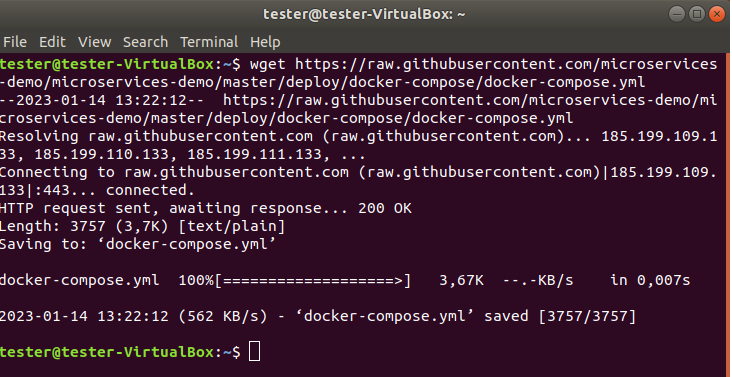 tester@tester-VirtualBox: ~
File Edit View Search Terminal Help
tester@tester-VirtualBox:~$ wget https://raw.githubusercontent.com/microservices
-demo/microservices-demo/master/deploy/docker-compose/docker-compose.yml
--2023-01-14 13:22:12--  https://raw.githubusercontent.com/microservices-demo/mi
croservices-demo/master/deploy/docker-compose/docker-compose.yml
Resolving raw.githubusercontent.com (raw.githubusercontent.com)... 185.199.109.1
33, 185.199.110.133, 185.199.111.133, ...
Connecting to raw.githubusercontent.com (raw.githubusercontent.com)|185.199.109.
133|:443... connected.
HTTP request sent, awaiting response... 200 OK
Length: 3757 (3,7K) [text/plain]
Saving to: ‘docker-compose.yml’
docker-compose.yml  100%[===================>]   3,67K  --.-KB/s    in 0,007s
2023-01-14 13:22:12 (562 KB/s) - ‘docker-compose.yml’ saved [3757/3757]
tester@tester-VirtualBox:~$